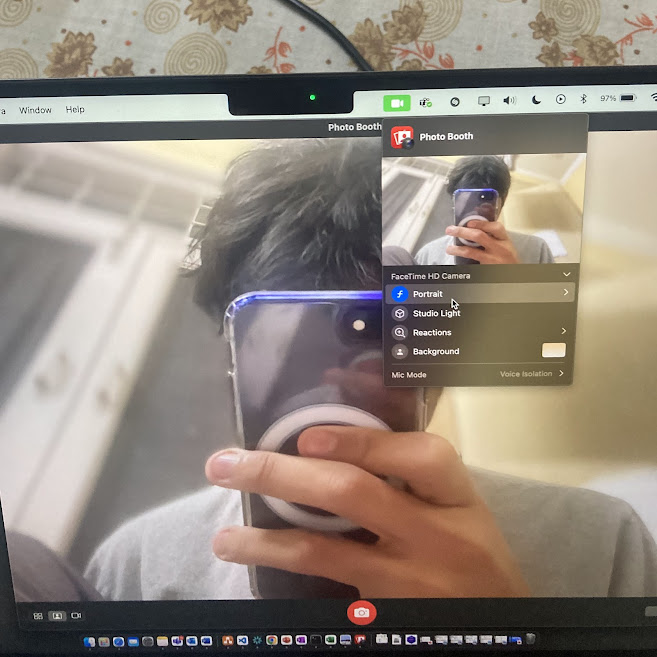 Window Help
97%
Photo Booth
Photo Booth
FaceTime HD Camera
Portrait
Studio Light
Reactions
Background
Mic Mode Voice Isolation